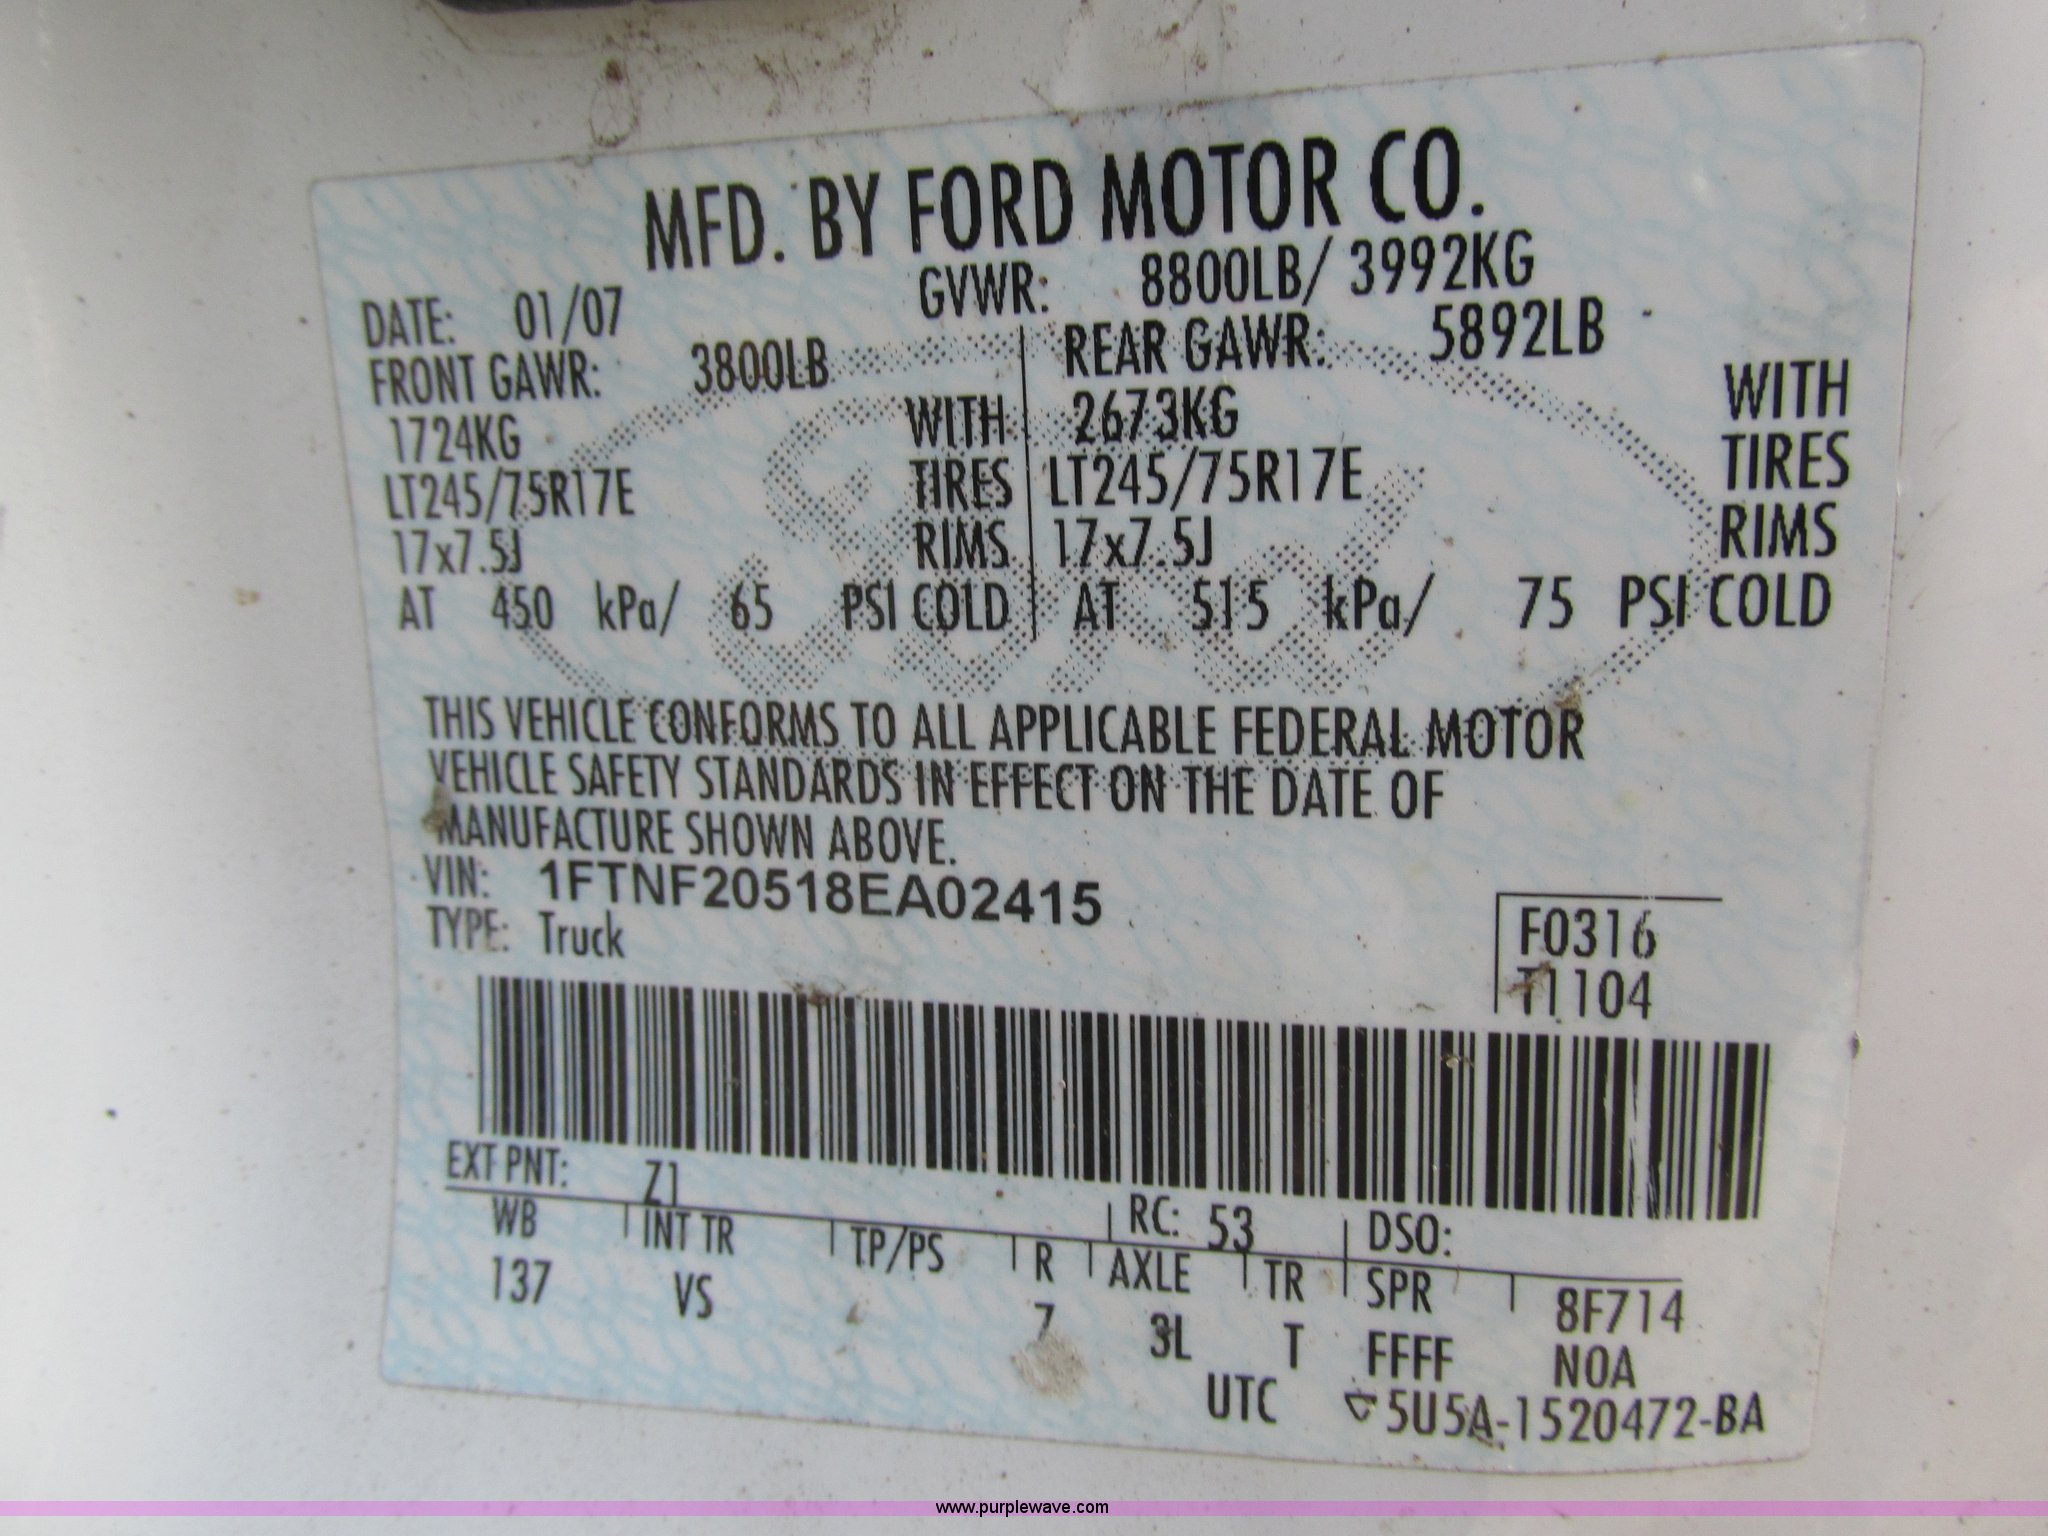 MFD. BY FORD MOTOR CO.
DATE: 01/07 GVWR: 8800LB/ 3992KG
FRONT GAWR: 3800LB REAR GAWR: 5892LB
1724KG WITH 2673KG WITH
LT245/75R17E TIRES LT245/75R17E TIRES
17x7.5J RIMS 17x7.5J RIMS
AT 450 kPa/ 65 PSI COLD AT 515 kPa/ 75 PSI COLD
THIS VEHICLE CONFORMS TO ALL APPLICABLE FEDERAL MOTOR
VEHICLE SAFETY STANDARDS IN EFFECT ON THE DATE OF
MANUFACTURE SHOWN ABOVE.
VIN: 1FTNF20518EA02415
TYPE: Truck
F0316
T1104
EXT PNT: Z1 RC: 53 DSO:
WB INT TR TP/PS R AXLE TR SPR 8F714
137 VS 7 3L T FFFF NOA
UTC 5U5A-1520472-BA
Ford
www.purplewave.com